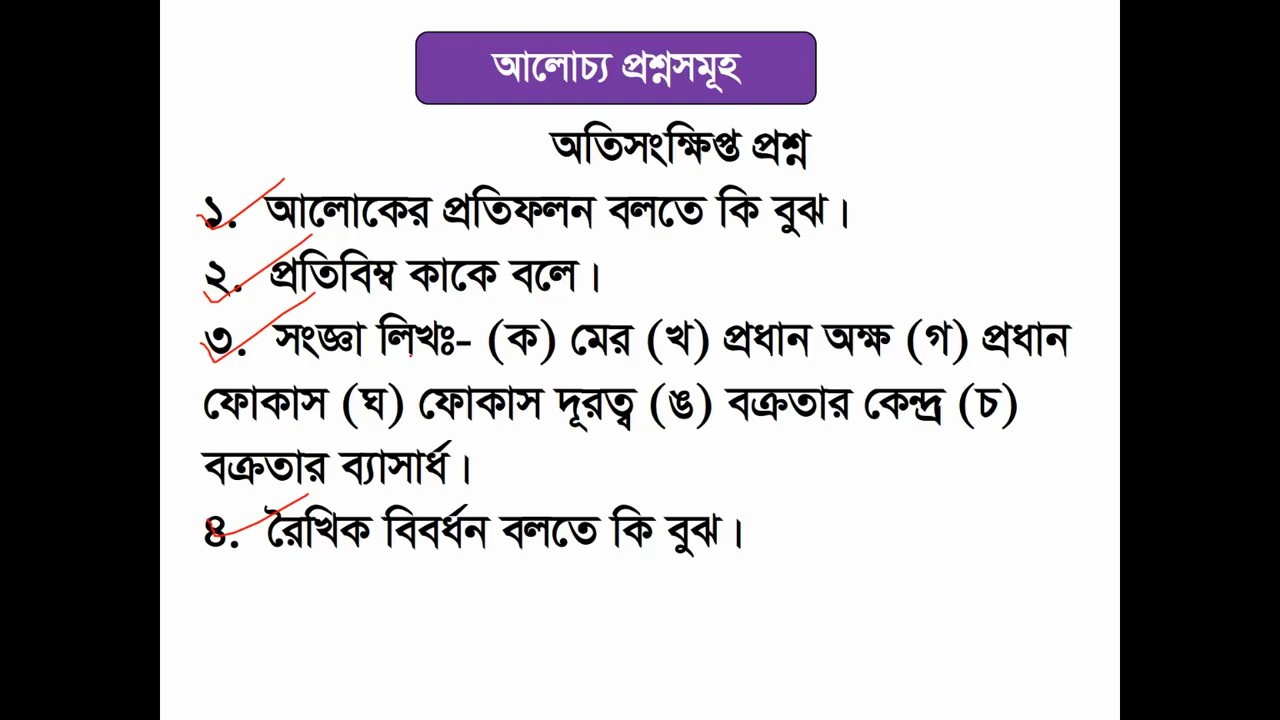 আলোচ্য প্রশ্নসমূহ
অতিসংক্ষিপ্ত প্রশ্ন
১. আলোকের প্রতিফলন বলতে কি বুঝ।
২. প্রতিবিম্ব কাকে বলে।
৩. সংজ্ঞা লিখঃ- (ক) মের (খ) প্রধান অক্ষ (গ) প্রধান
ফোকাস (ঘ) ফোকাস দূরত্ব (ঙ) বক্রতার কেন্দ্র (চ)
বক্রতার ব্যাসার্ধ।
৪. রৈখিক বিবর্ধন বলতে কি বুঝ।